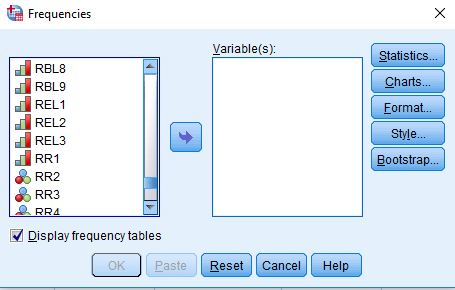 Frequencies
Variable(s):
RBL8
RBL9
REL1
REL2
REL3
RR1
RR2
RR3
RR4
Statistics...
Charts...
Format...
Style...
Bootstrap...
Display frequency tables
OK Paste Reset Cancel Help